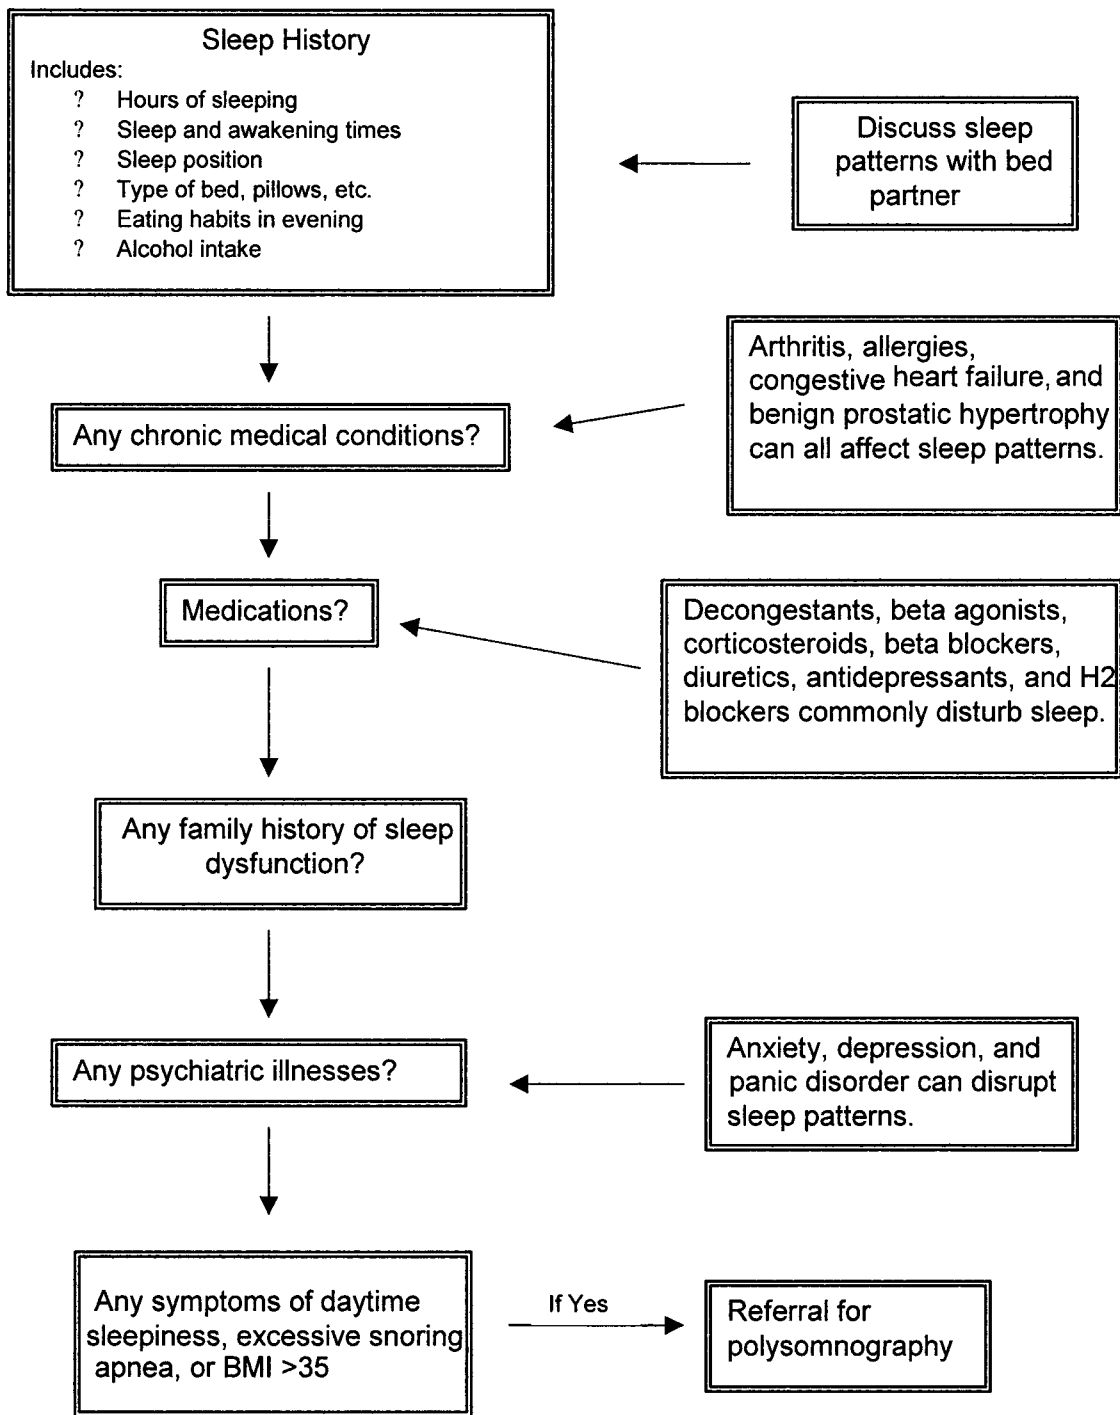 Sleep History
Includes:
? Hours of sleeping
? Sleep and awakening times
? Sleep position
? Type of bed, pillows, etc.
? Eating habits in evening
? Alcohol intake
Discuss sleep
patterns with bed
partner
Arthritis, allergies,
congestive heart failure, and
benign prostatic hypertrophy
can all affect sleep patterns.
Any chronic medical conditions?
Medications?
Decongestants, beta agonists,
corticosteroids, beta blockers,
diuretics, antidepressants, and H2
blockers commonly disturb sleep.
Any family history of sleep
dysfunction?
Any psychiatric illnesses?
Anxiety, depression, and
panic disorder can disrupt
sleep patterns.
Any symptoms of daytime
sleepiness, excessive snoring
apnea, or BMI >35
If Yes
Referral for
polysomnography